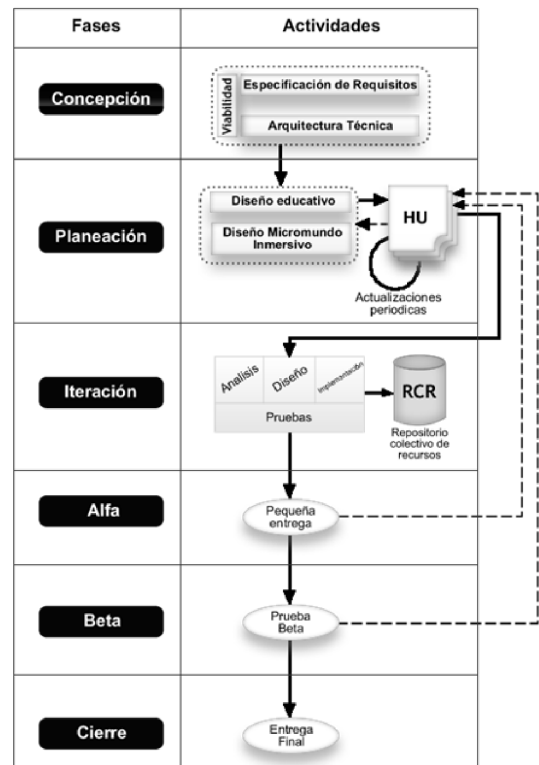 Fases
Actividades
Concepción
Viabilidad
Especificación de Requisitos
Arquitectura Técnica
Planeación
Diseño educativo
Diseño Micromundo
Inmersivo
HU
Actualizaciones
periodicas
Iteración
Analisis
Diseño
Implementación
Pruebas
RCR
Repositorio
colectivo de
recursos
Alfa
Pequeña
entrega
Beta
Prueba
Beta
Cierre
Entrega
Final